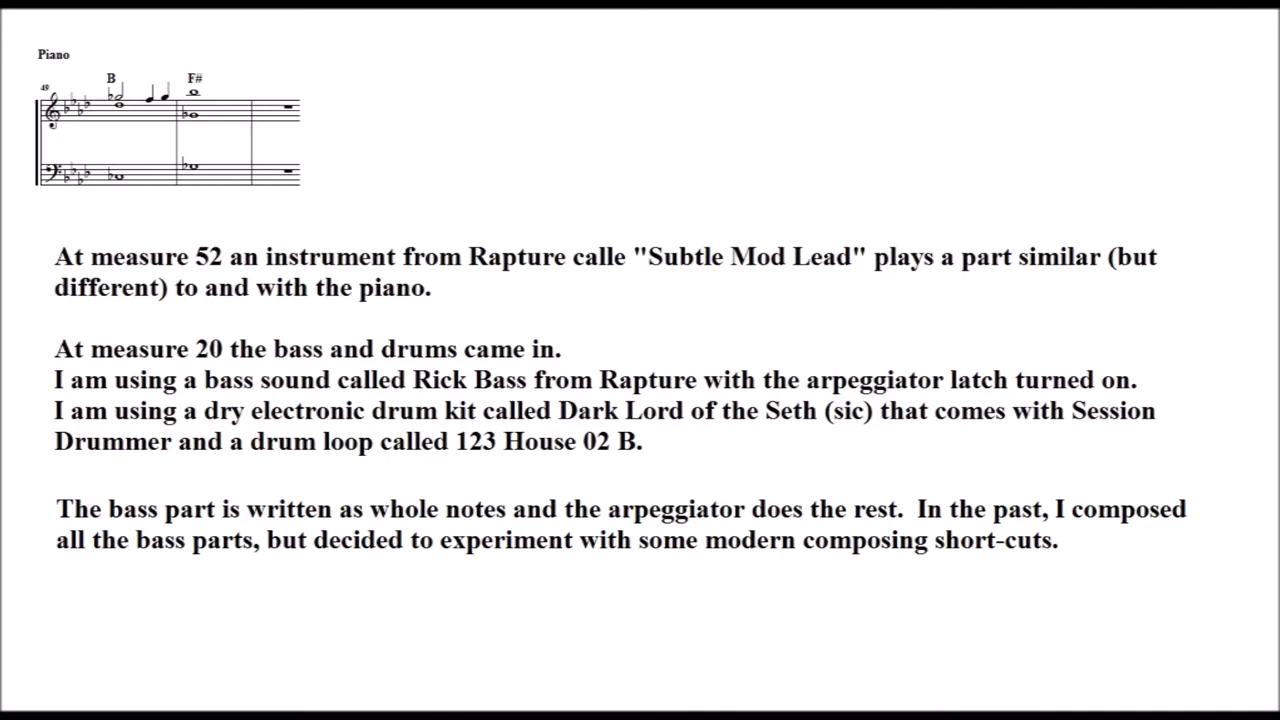 Piano
B F#
49
At measure 52 an instrument from Rapture calle "Subtle Mod Lead" plays a part similar (but
different) to and with the piano.
At measure 20 the bass and drums came in.
I am using a bass sound called Rick Bass from Rapture with the arpeggiator latch turned on.
I am using a dry electronic drum kit called Dark Lord of the Seth (sic) that comes with Session
Drummer and a drum loop called 123 House 02 B.
The bass part is written as whole notes and the arpeggiator does the rest.  In the past, I composed
all the bass parts, but decided to experiment with some modern composing short-cuts.